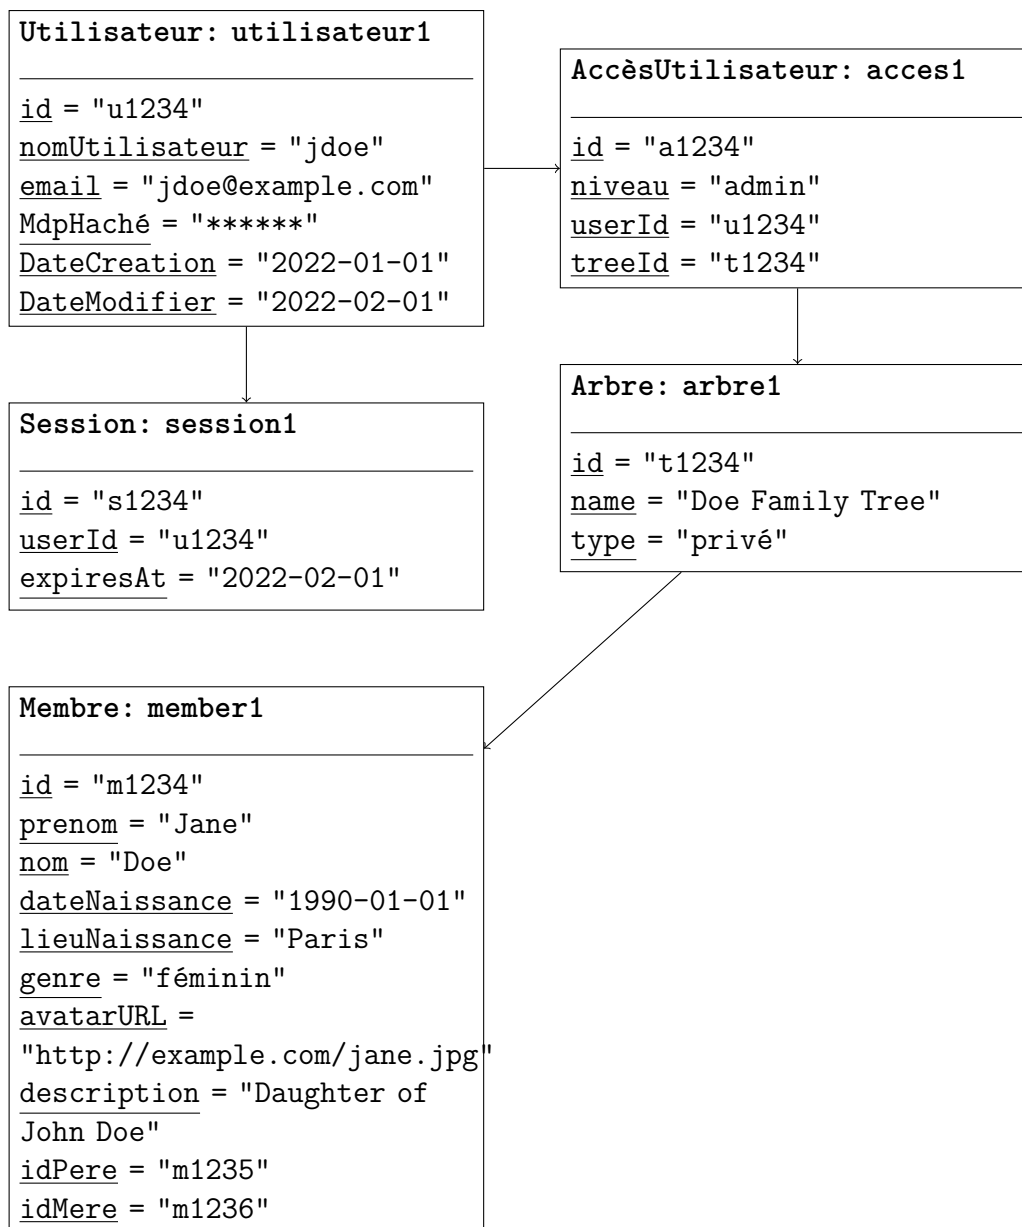 Utilisateur: utilisateur1
id = "u1234"
nomUtilisateur = "jdoe"
email = "jdoe@example.com"
MdpHaché = "******"
DateCreation = "2022-01-01"
DateModifier = "2022-02-01"
AccèsUtilisateur: acces1
id = "a1234"
niveau = "admin"
userId = "u1234"
treeId = "t1234"
Session: session1
id = "s1234"
userId = "u1234"
expiresAt = "2022-02-01"
Arbre: arbre1
id = "t1234"
name = "Doe Family Tree"
type = "privé"
Membre: member1
id = "m1234"
prenom = "Jane"
nom = "Doe"
dateNaissance = "1990-01-01"
lieuNaissance = "Paris"
genre = "féminin"
avatarURL =
"http://example.com/jane.jpg"
description = "Daughter of
John Doe"
idPere = "m1235"
idMere = "m1236"